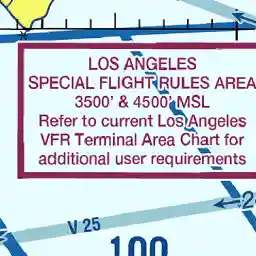 LOS ANGELES
SPECIAL FLIGHT RULES AREA
3500' & 4500' MSL
Refer to current Los Angeles
VFR Terminal Area Chart for
additional user requirements
V 25
100